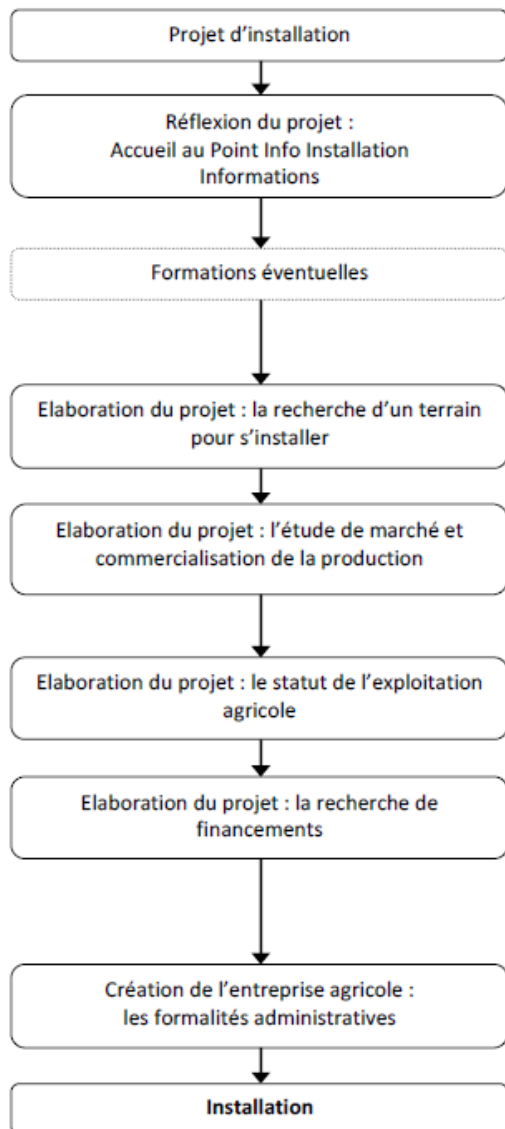 Projet d’installation
Réflexion du projet :
Accueil au Point Info Installation
Informations
Formations éventuelles
Elaboration du projet : la recherche d’un terrain
pour s’installer
Elaboration du projet : l’étude de marché et
commercialisation de la production
Elaboration du projet : le statut de l’exploitation
agricole
Elaboration du projet : la recherche de
financements
Création de l’entreprise agricole :
les formalités administratives
Installation